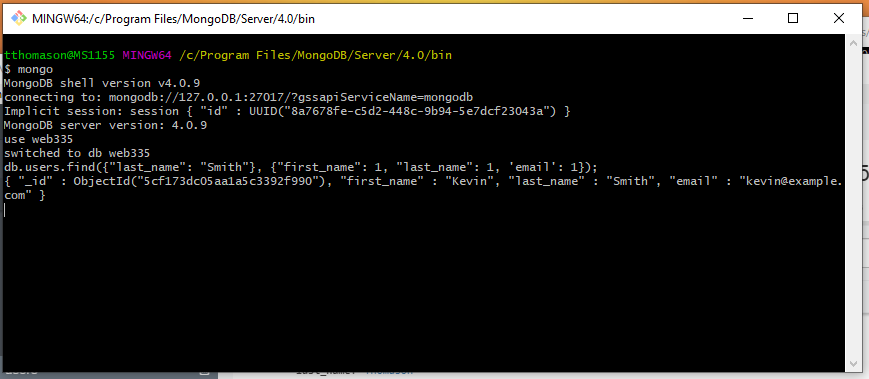 MINGW64:/c/Program Files/MongoDB/Server/4.0/bin
tthomason@MS1155 MINGW64 /c/Program Files/MongoDB/Server/4.0/bin
$ mongo
MongoDB shell version v4.0.9
connecting to: mongodb://127.0.0.1:27017/?gssapiServiceName=mongodb
Implicit session: session { "id" : UUID("8a7678fe-c5d2-448c-9b94-5e7dcf23043a") }
MongoDB server version: 4.0.9
use web335
switched to db web335
db.users.find({"last_name": "Smith"}, {"first_name": 1, "last_name": 1, 'email': 1});
{ "_id" : ObjectId("5cf173dc05aa1a5c3392f990"), "first_name" : "Kevin", "last_name" : "Smith", "email" : "kevin@example.
com" }